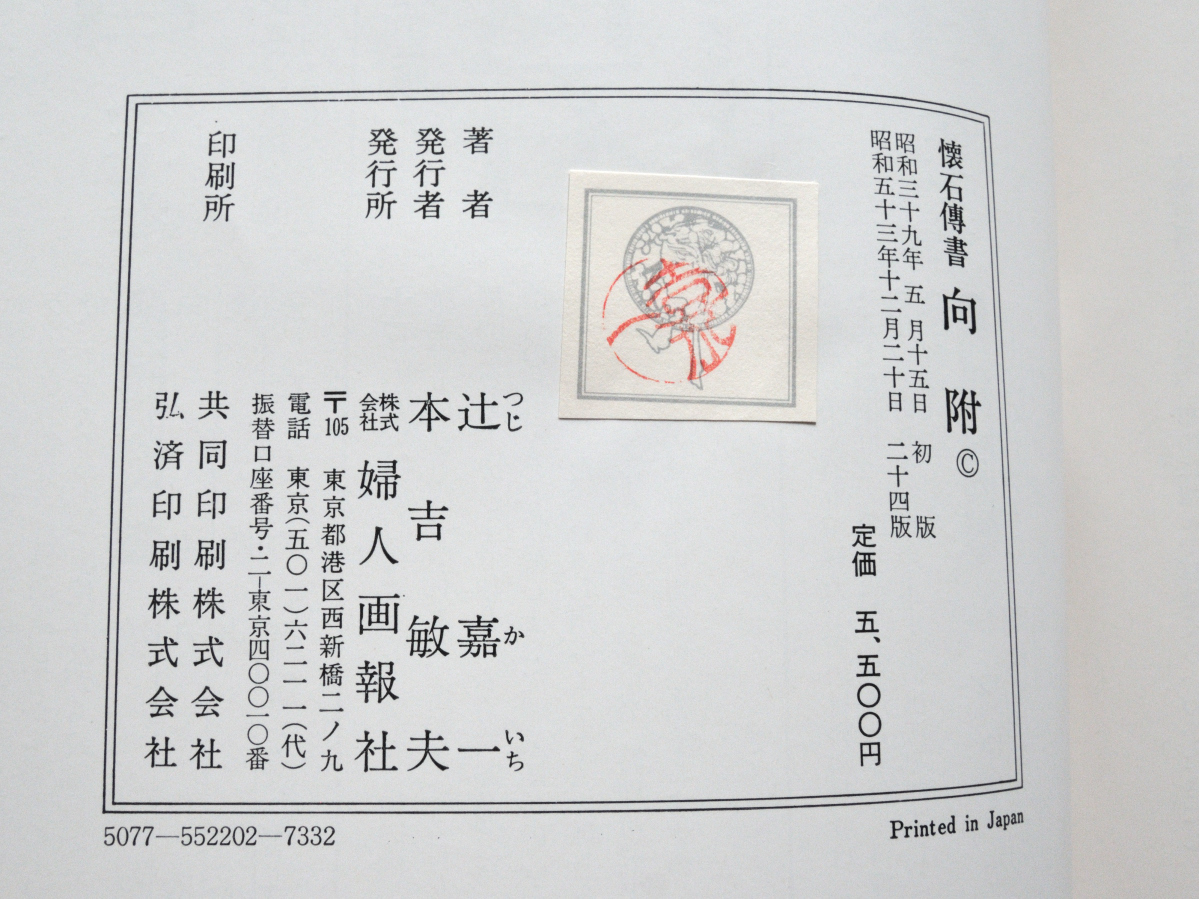 懐石傳書 向附©
昭和三十九年 五 月十五日 初 版
昭和五十三年十二月二十日 二十四版
定価 五、五〇〇円
著者 辻 嘉一
つじ か いち
発行者 本吉敏夫
発行所 株式会社 婦人画報社
〒105 東京都港区西新橋二ノ九
電話 東京(五〇一)六二一一(代)
振替口座番号・二―東京四〇〇一〇番
印刷所 共同印刷株式会社
弘済印刷株式会社
5077―552202―7332
Printed in Japan